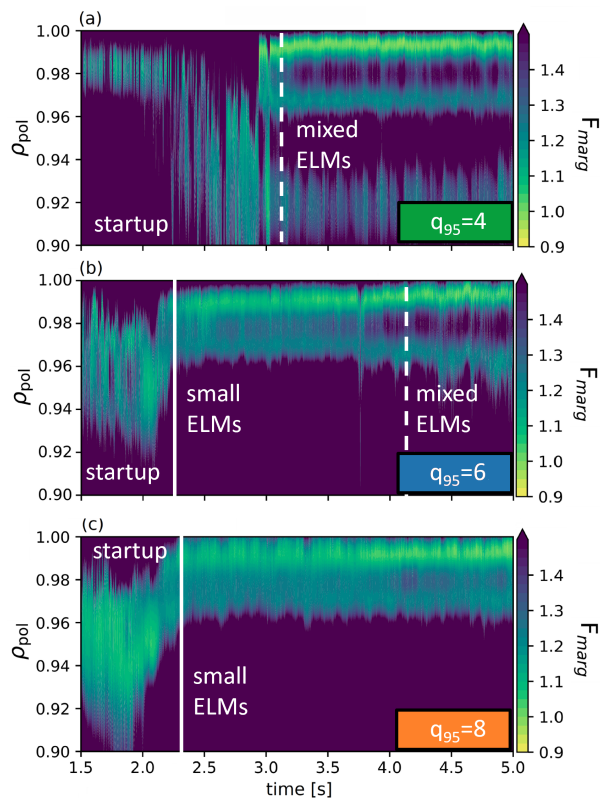 (a)
1.00
0.98
0.96
0.94
0.92
0.90
ρpol
startup
mixed
ELMs
q95=4
1.4
1.3
1.2
1.1
1.0
0.9
Fmarg
(b)
1.00
0.98
0.96
0.94
0.92
0.90
ρpol
startup
small
ELMs
mixed
ELMs
q95=6
1.4
1.3
1.2
1.1
1.0
0.9
Fmarg
(c)
1.00
0.98
0.96
0.94
0.92
0.90
ρpol
startup
small
ELMs
q95=8
1.4
1.3
1.2
1.1
1.0
0.9
Fmarg
1.5 2.0 2.5 3.0 3.5 4.0 4.5 5.0
time [s]